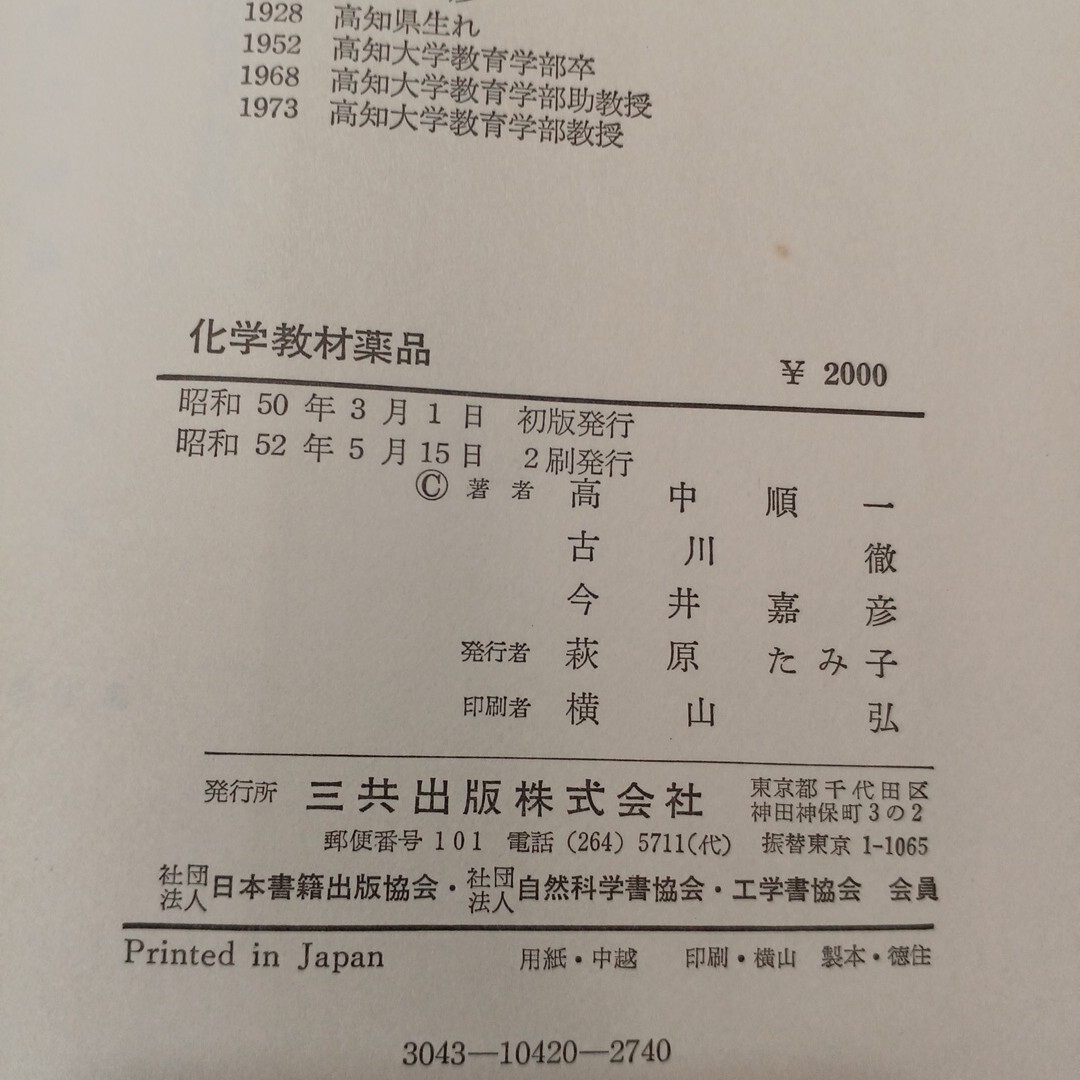 1928 高知県生れ
1952 高知大学教育学部卒
1968 高知大学教育学部助教授
1973 高知大学教育学部教授
化学教材薬品
¥ 2000
昭和 50 年 3 月 1 日 初版発行
昭和 52 年 5 月 15 日 2 刷発行
Ⓒ 著者 高中順一
古川徹
今井嘉彦
発行者 萩原たみ子
印刷者 横山弘
発行所 三共出版株式会社 東京都千代田区
神田神保町3の2
郵便番号 101 電話 (264) 5711(代) 振替東京 1-1065
社団法人日本書籍出版協会・社団法人自然科学書協会・工学書協会 会員
Printed in Japan 用紙・中越 印刷・横山 製本・徳住
3043—10420—2740